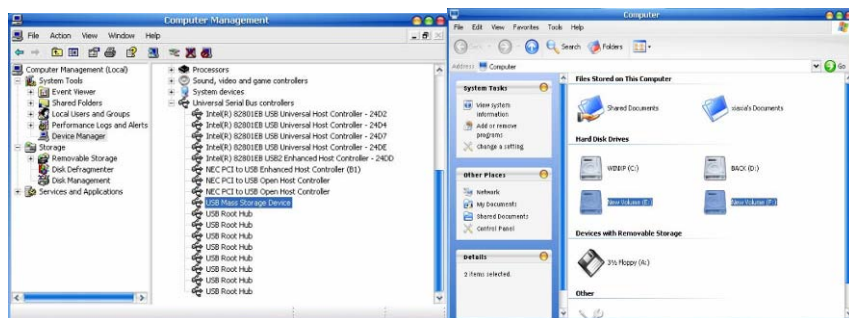 Computer Management
File Action View Window Help
Computer Management (Local)
System Tools
Event Viewer
Shared Folders
Local Users and Groups
Performance Logs and Alerts
Device Manager
Storage
Removable Storage
Disk Defragmenter
Disk Management
Services and Applications
Processors
Sound, video and game controllers
System devices
Universal Serial Bus controllers
Intel(R) 82801EB USB Universal Host Controller - 24D2
Intel(R) 82801EB USB Universal Host Controller - 24D4
Intel(R) 82801EB USB Universal Host Controller - 24D7
Intel(R) 82801EB USB Universal Host Controller - 24DE
Intel(R) 82801EB USB2 Enhanced Host Controller - 24DD
NEC PCI to USB Enhanced Host Controller (B1)
NEC PCI to USB Open Host Controller
NEC PCI to USB Open Host Controller
USB Mass Storage Device
USB Root Hub
USB Root Hub
USB Root Hub
USB Root Hub
USB Root Hub
USB Root Hub
USB Root Hub
USB Root Hub
Computer
File Edit View Favorites Tools Help
Search Folders
Address Computer Go
System Tasks
View system
information
Add or remove
programs
Change a setting
Other Places
Network
My Documents
Shared Documents
Control Panel
Details
2 items selected.
Files Stored on This Computer
Shared Documents
Documents
Hard Disk Drives
(C:)
BACK (D:)
New Volume (E:)
New Volume (F:)
Devices with Removable Storage
3½ Floppy (A:)
Other